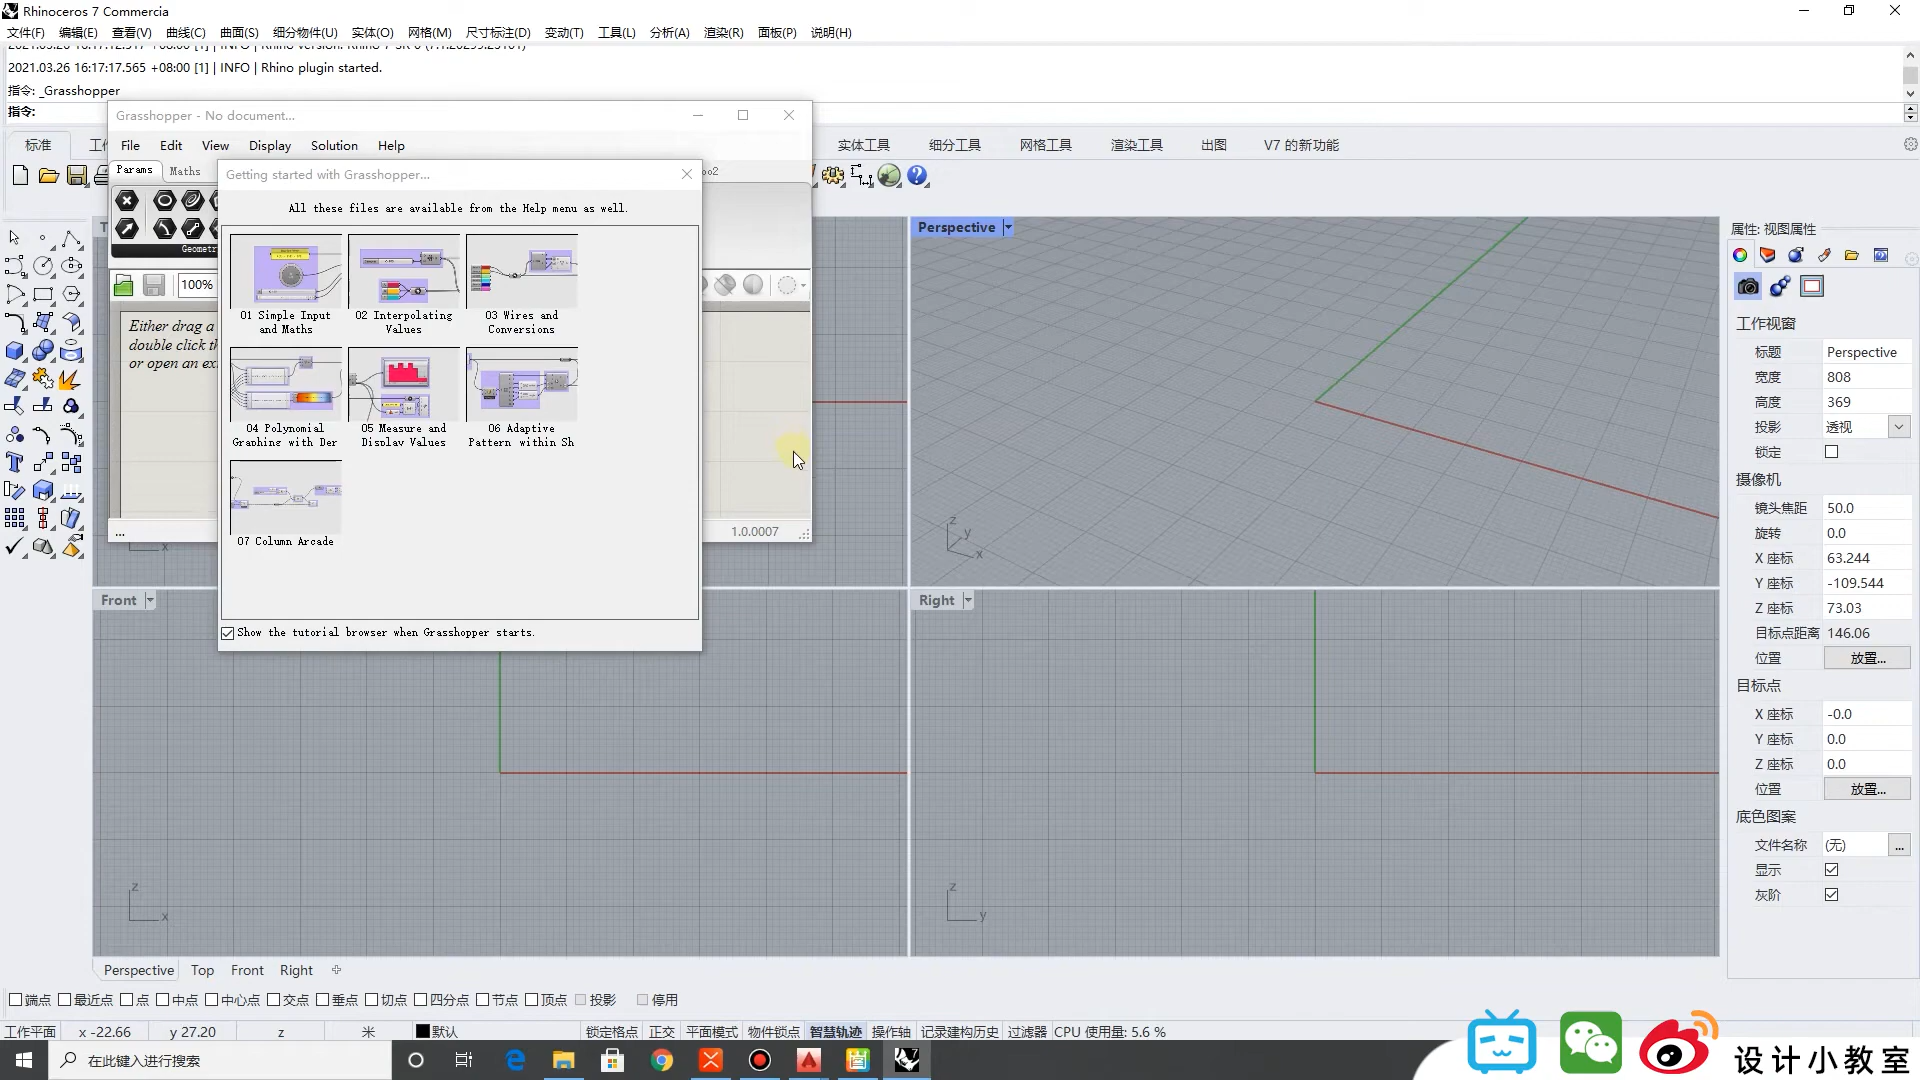 Rhinoceros 7 Commercia
文件(F) 编辑(E) 查看(V) 曲线(C) 曲面(S) 细分物件(U) 实体(O) 网格(M) 尺寸标注(D) 变动(T) 工具(L) 分析(A) 渲染(R) 面板(P) 说明(H)
2021.03.26 16:17:17.565 +08:00 [1] | INFO | Rhino plugin started.
指令: _Grasshopper
指令:
Grasshopper - No document...
标准
实体工具 细分工具 网格工具 渲染工具 出图 V7 的新功能
File Edit View Display Solution Help
Params Maths
Getting started with Grasshopper...
All these files are available from the Help menu as well.
100%
Either drag a
double click th
or open an ex
01 Simple Input
and Maths
02 Interpolating
Values
03 Wires and
Conversions
04 Polynomial
Graphing with Der
05 Measure and
Display Values
06 Adaptive
Pattern within Sh
07 Column Arcade
Show the tutorial browser when Grasshopper starts.
...
1.0.0007
Perspective
z
y
x
x
Front
z
x
Right
z
y
属性: 视图属性
工作视窗
标题 Perspective
宽度 808
高度 369
投影 透视
锁定
摄像机
镜头焦距 50.0
旋转 0.0
X 座标 63.244
Y 座标 -109.544
Z 座标 73.03
目标点距离 146.06
位置 放置...
目标点
X 座标 -0.0
Y 座标 0.0
Z 座标 0.0
位置 放置...
底色图案
文件名称 (无) ...
显示
灰阶
Perspective Top Front Right
端点 最近点 点 中点 中心点 交点 垂点 切点 四分点 节点 顶点 投影 停用
工作平面 x -22.66 y 27.20 z 米 默认 锁定格点 正交 平面模式 物件锁点 智慧轨迹 操作轴 记录建构历史 过滤器 CPU 使用量: 5.6 %
在此键入进行搜索
设计小教室